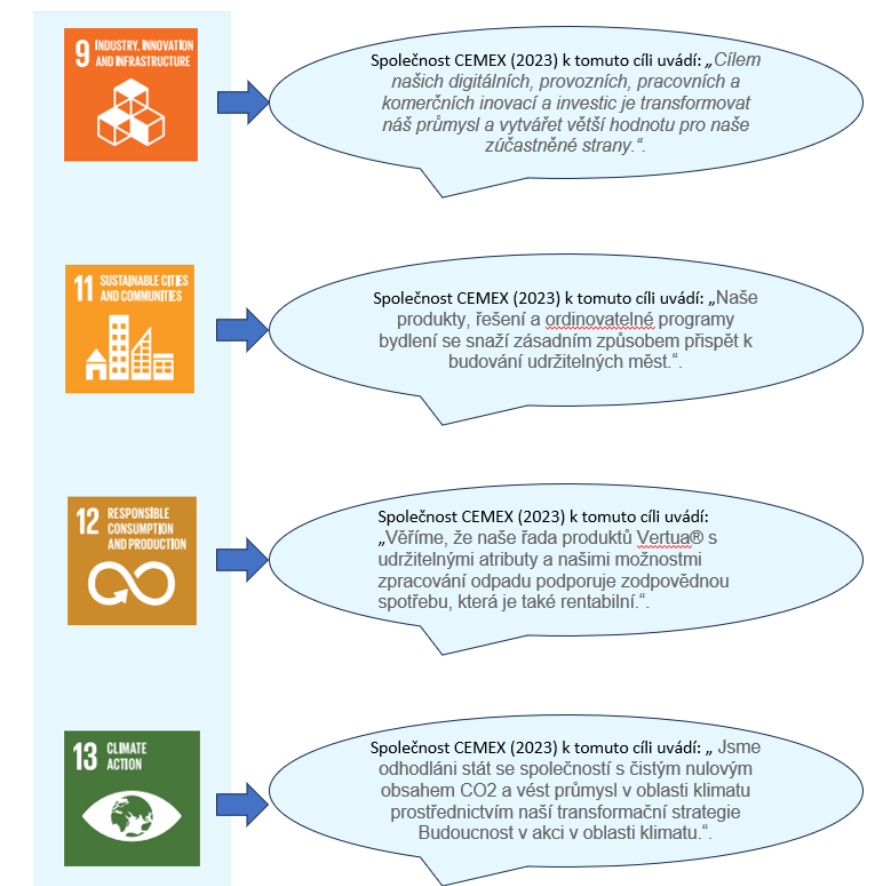 9 INDUSTRY, INNOVATION
AND INFRASTRUCTURE
Společnost CEMEX (2023) k tomuto cíli uvádí: „Cílem
našich digitálních, provozních, pracovních a
komerčních inovací a investic je transformovat
náš průmysl a vytvářet větší hodnotu pro naše
zúčastněné strany.“.
11 SUSTAINABLE CITIES
AND COMMUNITIES
Společnost CEMEX (2023) k tomuto cíli uvádí: „Naše
produkty, řešení a ordinovatelné programy
bydlení se snaží zásadním způsobem přispět k
budování udržitelných měst.“.
12 RESPONSIBLE
CONSUMPTION
AND PRODUCTION
Společnost CEMEX (2023) k tomuto cíli uvádí:
„Věříme, že naše řada produktů Vertua® s
udržitelnými atributy a našimi možnostmi
zpracování odpadu podporuje zodpovědnou
spotřebu, která je také rentabilní.“.
13 CLIMATE
ACTION
Společnost CEMEX (2023) k tomuto cíli uvádí: „ Jsme
odhodláni stát se společností s čistým nulovým
obsahem CO2 a vést průmysl v oblasti klimatu
prostřednictvím naší transformační strategie
Budoucnost v akci v oblasti klimatu.“.